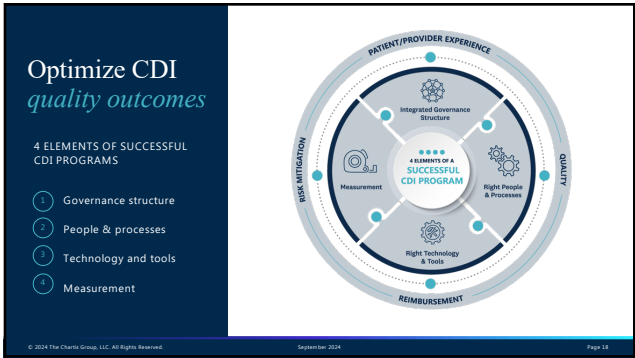 Optimize CDI
quality outcomes
4 ELEMENTS OF SUCCESSFUL
CDI PROGRAMS
1 Governance structure
2 People & processes
3 Technology and tools
4 Measurement
PATIENT/PROVIDER EXPERIENCE
RISK MITIGATION
QUALITY
REIMBURSEMENT
Integrated Governance
Structure
Measurement
4 ELEMENTS OF A
SUCCESSFUL
CDI PROGRAM
Right People
& Processes
Right Technology
& Tools
© 2024 The Chartis Group, LLC. All Rights Reserved.
September 2024
Page 18